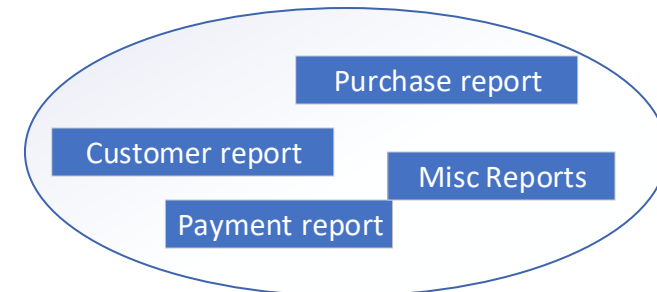 Purchase report
Customer report
Misc Reports
Payment report